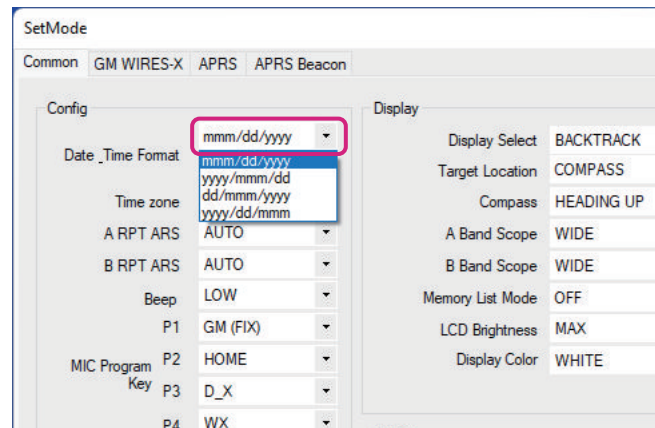 SetMode
Common GM WIRES-X APRS APRS Beacon
Config
mmm/dd/yyyy
Date _Time Format
mmm/dd/yyyy
yyyy/mmm/dd
dd/mmm/yyyy
yyyy/dd/mmm
Time zone
A RPT ARS AUTO
B RPT ARS AUTO
Beep LOW
MIC Program Key
P1 GM (FIX)
P2 HOME
P3 D_X
P4 WX
Display
Display Select BACKTRACK
Target Location COMPASS
Compass HEADING UP
A Band Scope WIDE
B Band Scope WIDE
Memory List Mode OFF
LCD Brightness MAX
Display Color WHITE